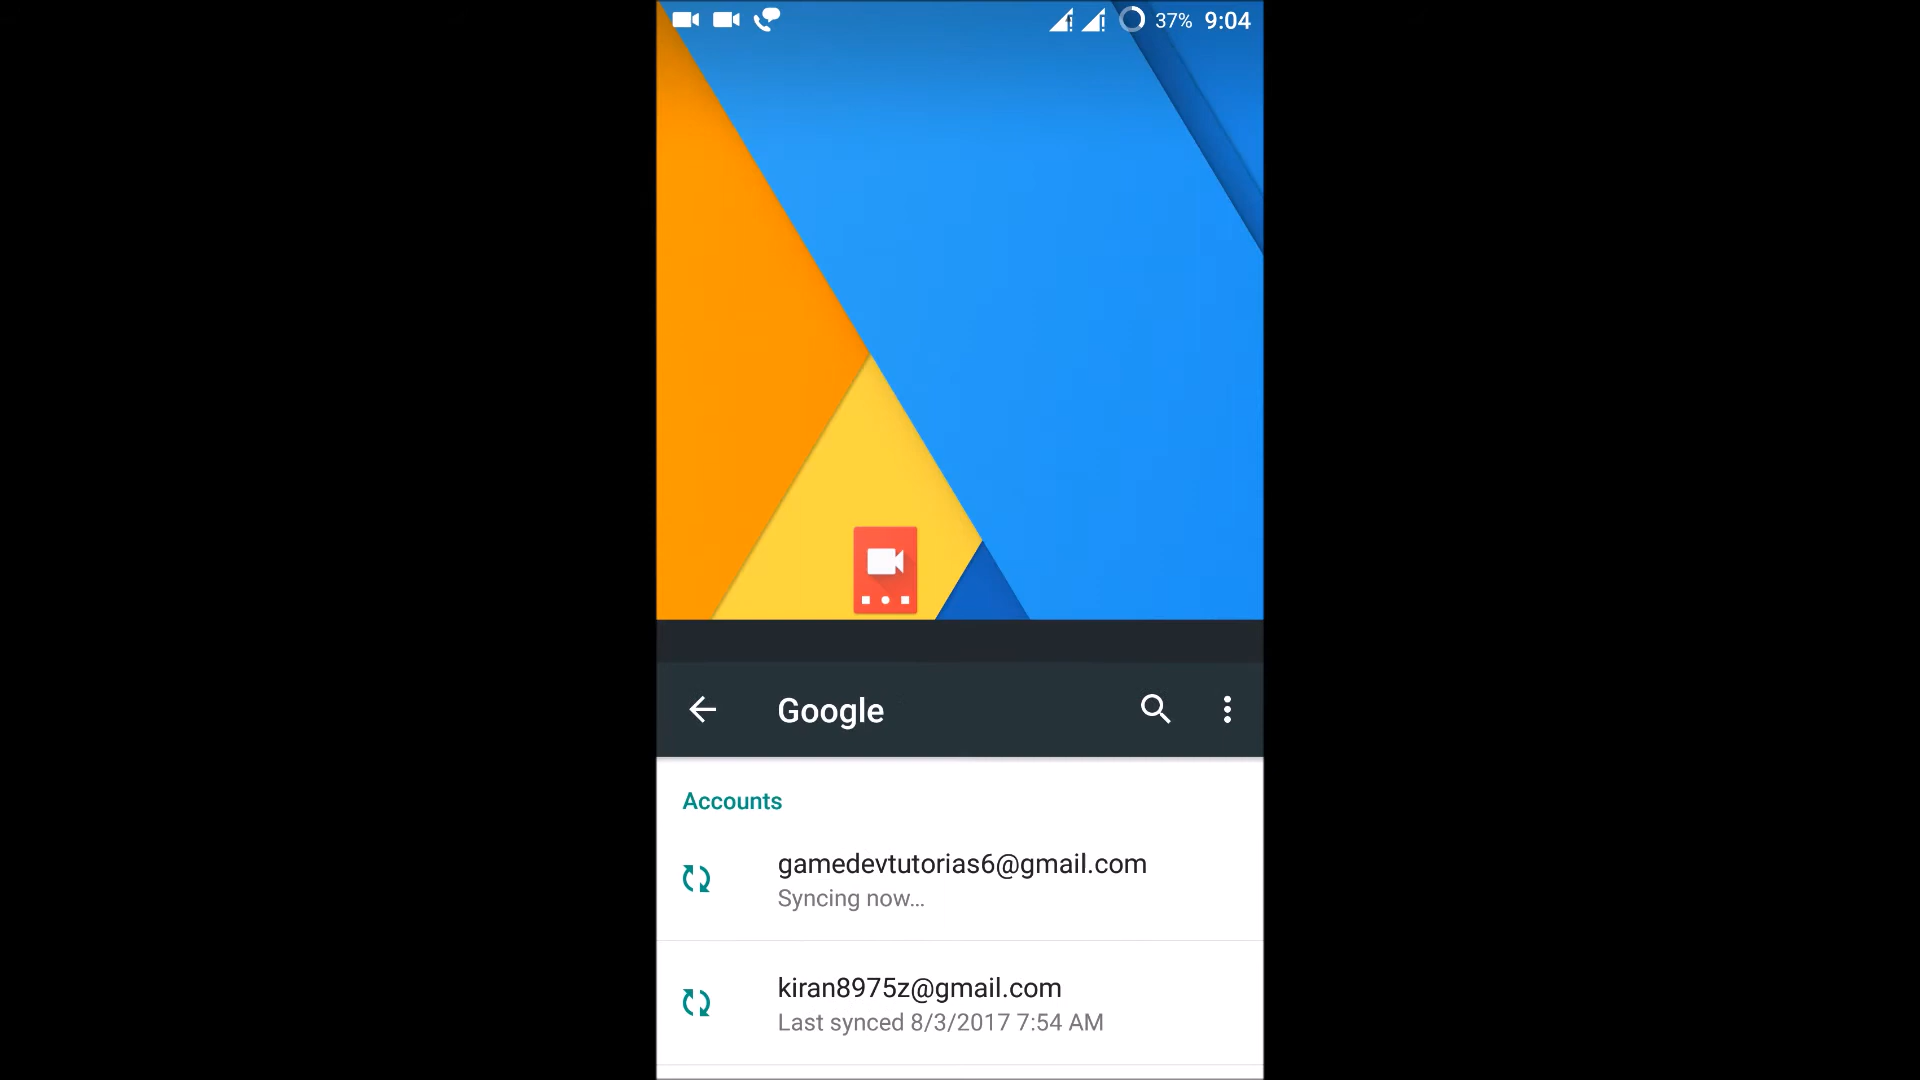 37% 9:04
Google
Accounts
gamedevtutorias6@gmail.com
Syncing now...
kiran8975z@gmail.com
Last synced 8/3/2017 7:54 AM